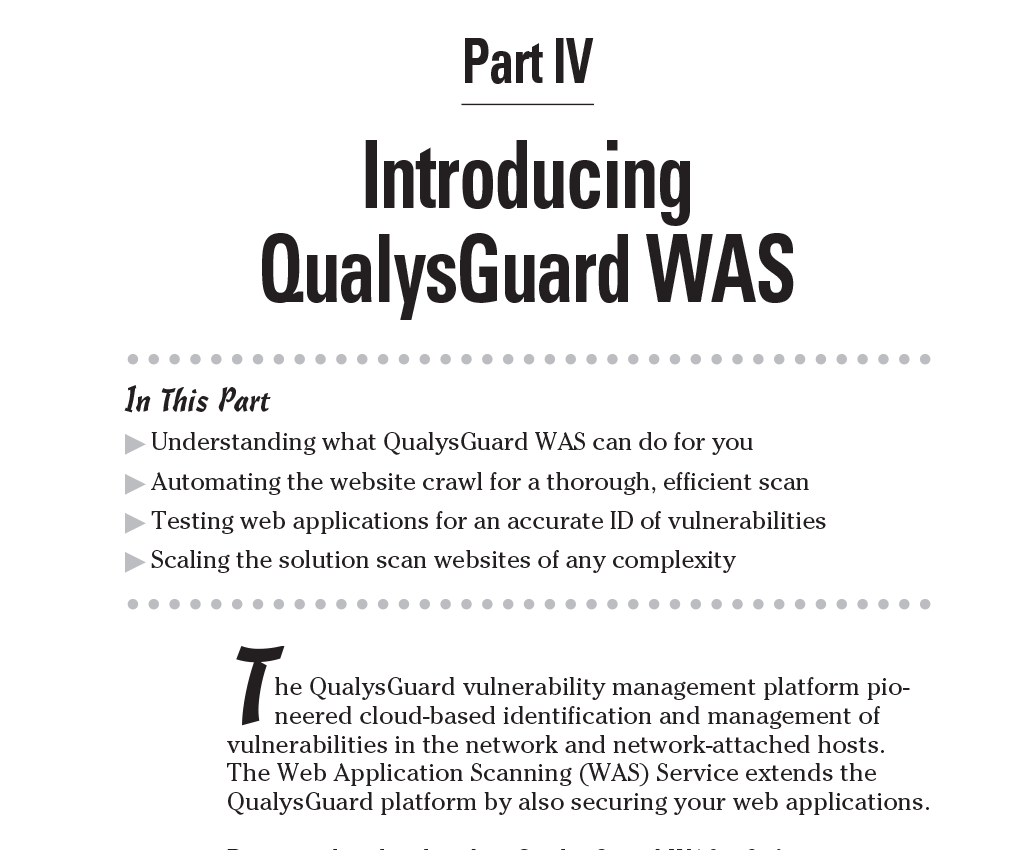 Part IV
Introducing
QualysGuard WAS
In This Part
Understanding what QualysGuard WAS can do for you
Automating the website crawl for a thorough, efficient scan
Testing web applications for an accurate ID of vulnerabilities
Scaling the solution scan websites of any complexity
The QualysGuard vulnerability management platform pio-
neered cloud-based identification and management of
vulnerabilities in the network and network-attached hosts.
The Web Application Scanning (WAS) Service extends the
QualysGuard platform by also securing your web applications.